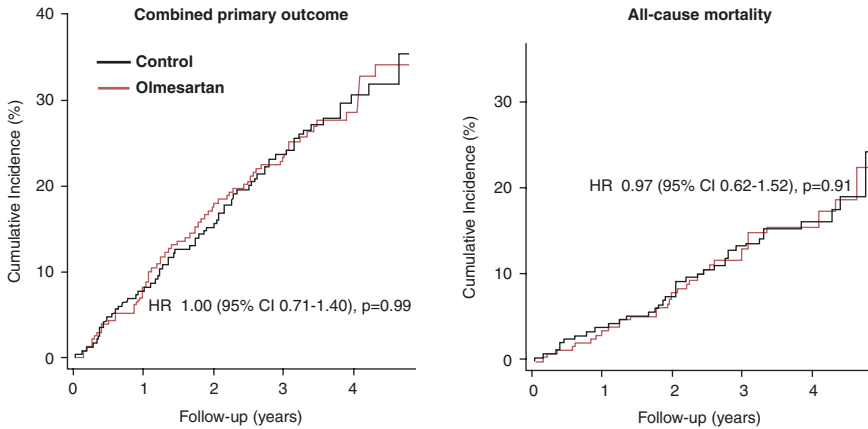 Combined primary outcome
40
30
20
10
0
Cumulative Incidence (%)
Control
Olmesartan
HR 1.00 (95% CI 0.71-1.40), p=0.99
0 1 2 3 4
Follow-up (years)
All-cause mortality
30
20
10
0
Cumulative Incidence (%)
HR 0.97 (95% CI 0.62-1.52), p=0.91
0 1 2 3 4
Follow-up (years)